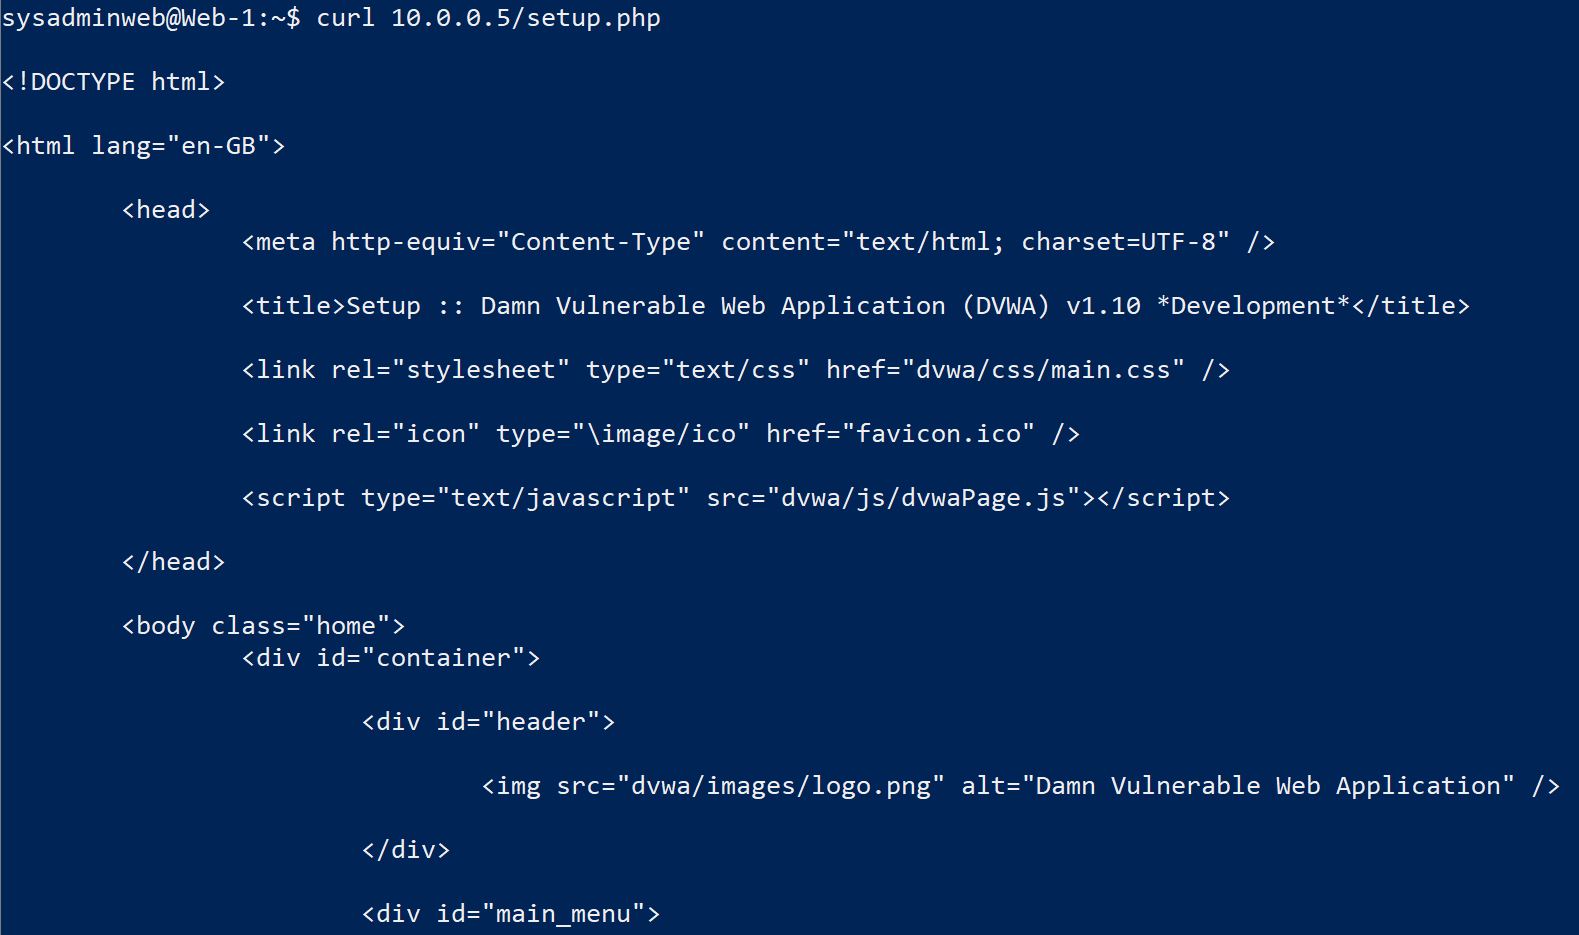 sysadminweb@Web-1:~$ curl 10.0.0.5/setup.php
<!DOCTYPE html>
<html lang="en-GB">
<head>
<meta http-equiv="Content-Type" content="text/html; charset=UTF-8" />
<title>Setup :: Damn Vulnerable Web Application (DVWA) v1.10 *Development*</title>
<link rel="stylesheet" type="text/css" href="dvwa/css/main.css" />
<link rel="icon" type="\image/ico" href="favicon.ico" />
<script type="text/javascript" src="dvwa/js/dvwaPage.js"></script>
</head>
<body class="home">
<div id="container">
<div id="header">
<img src="dvwa/images/logo.png" alt="Damn Vulnerable Web Application" />
</div>
<div id="main_menu">